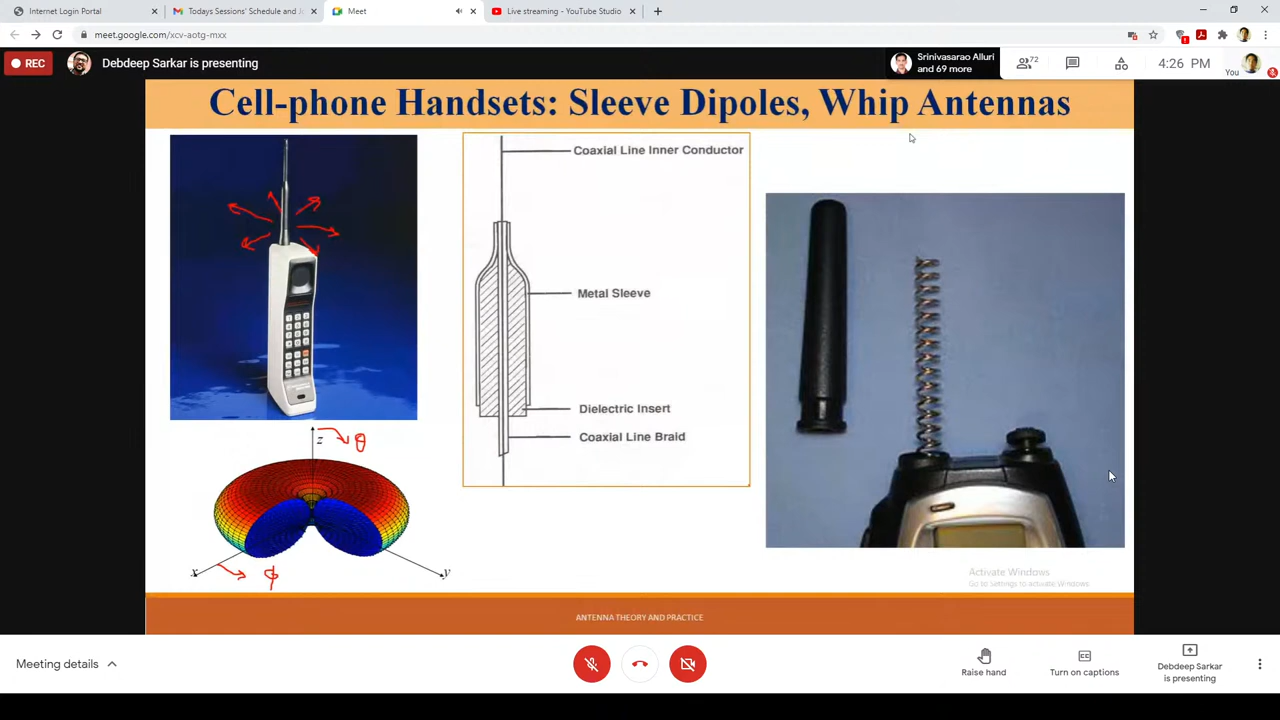 Internet Login Portal
Todays Sessions' Schedule and Jo
Meet
Live streaming - YouTube Studio
meet.google.com/xcv-aotg-mxx
REC
Debdeep Sarkar is presenting
Srinivasarao Alluri
and 69 more
72
You
4:26 PM
Cell-phone Handsets: Sleeve Dipoles, Whip Antennas
Coaxial Line Inner Conductor
Metal Sleeve
Dielectric Insert
Coaxial Line Braid
z
θ
x
ϕ
y
Activate Windows
Go to Settings to activate Windows.
ANTENNA THEORY AND PRACTICE
Meeting details
Raise hand
Turn on captions
Debdeep Sarkar
is presenting